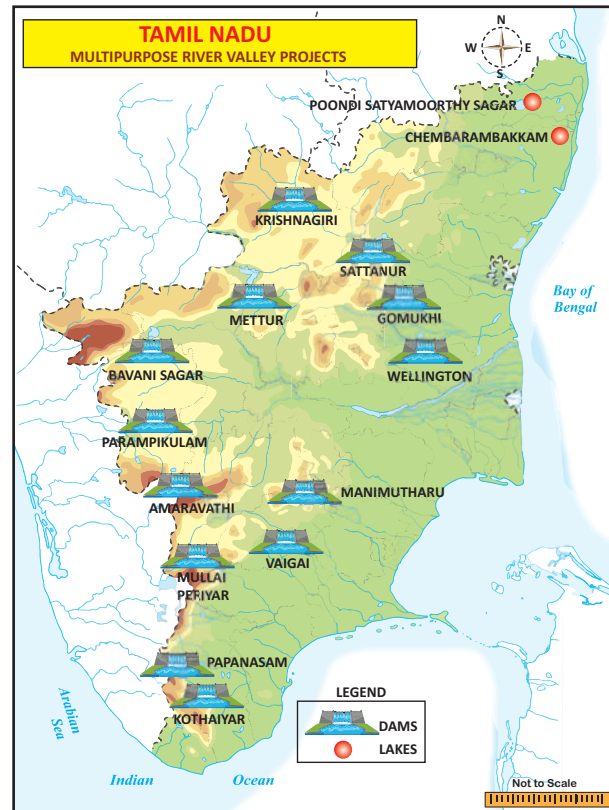 TAMIL NADU
MULTIPURPOSE RIVER VALLEY PROJECTS
N
W E
S
POONDI SATYAMOORTHY SAGAR
CHEMBARAMBAKKAM
KRISHNAGIRI
SATTANUR
METTUR
GOMUKHI
Bay of
Bengal
BAVANI SAGAR
WELLINGTON
PARAMPIKULAM
AMARAVATHI
MANIMUTHARU
VAIGAI
MULLAI
PERIYAR
PAPANASAM
KOTHAIYAR
Arabian
Sea
LEGEND
DAMS
LAKES
Indian Ocean
Not to Scale